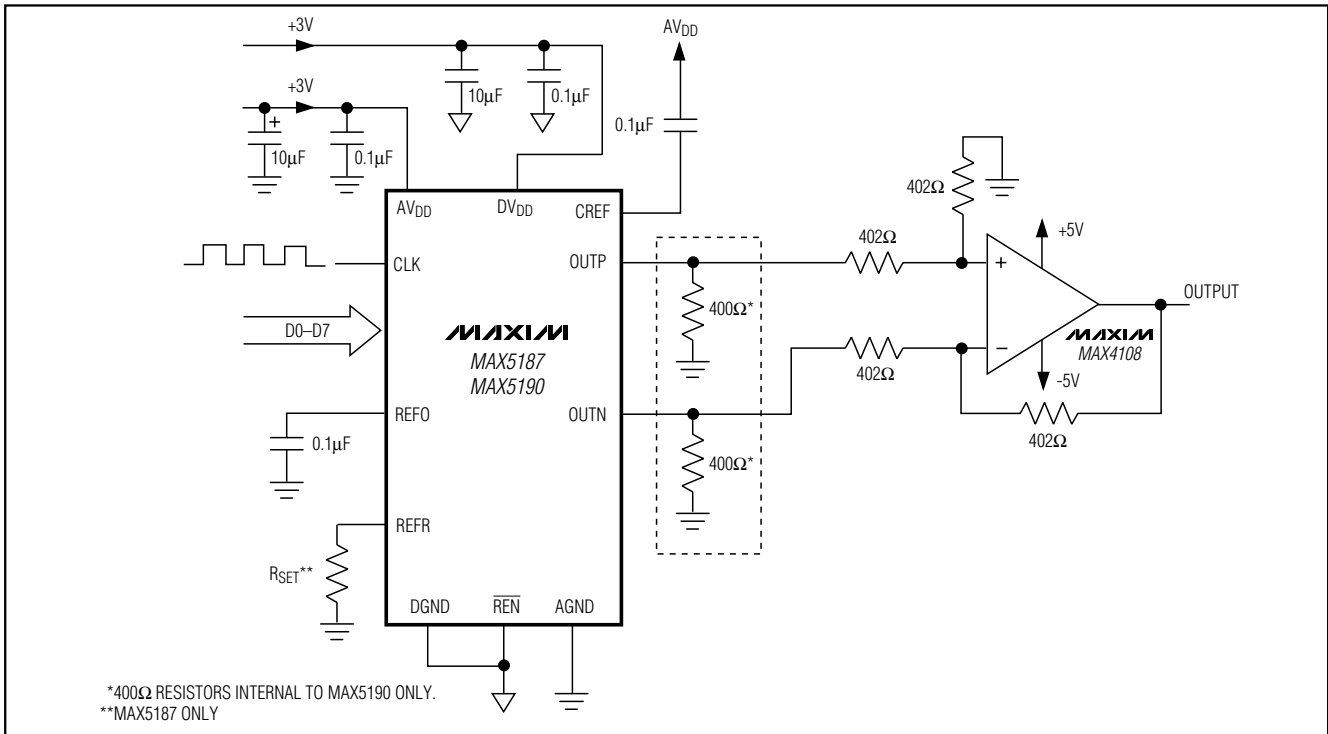 +3V
AVDD
+3V
10µF
0.1µF
0.1µF
+
10µF
0.1µF
402Ω
AVDD
DVDD
CREF
+5V
402Ω
CLK
OUTP
+
OUTPUT
400Ω*
D0–D7
MAXIM
MAX5187
MAX5190
MAXIM
MAX4108
–
402Ω
-5V
REFO
OUTN
402Ω
0.1µF
400Ω*
REFR
RSET**
DGND
REN
AGND
*400Ω RESISTORS INTERNAL TO MAX5190 ONLY.
**MAX5187 ONLY